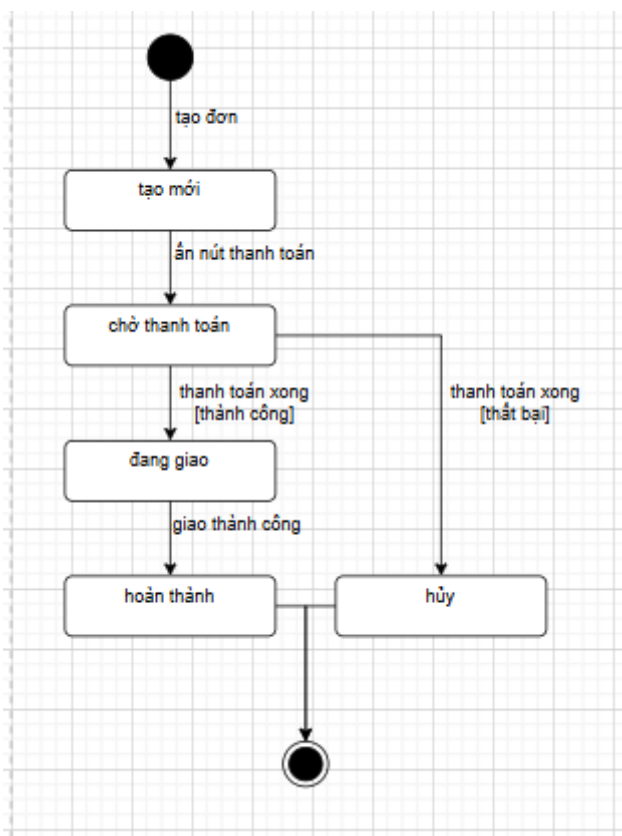 tạo đơn
tạo mới
ấn nút thanh toán
chờ thanh toán
thanh toán xong
[thành công]
thanh toán xong
[thất bại]
đang giao
giao thành công
hoàn thành
hủy